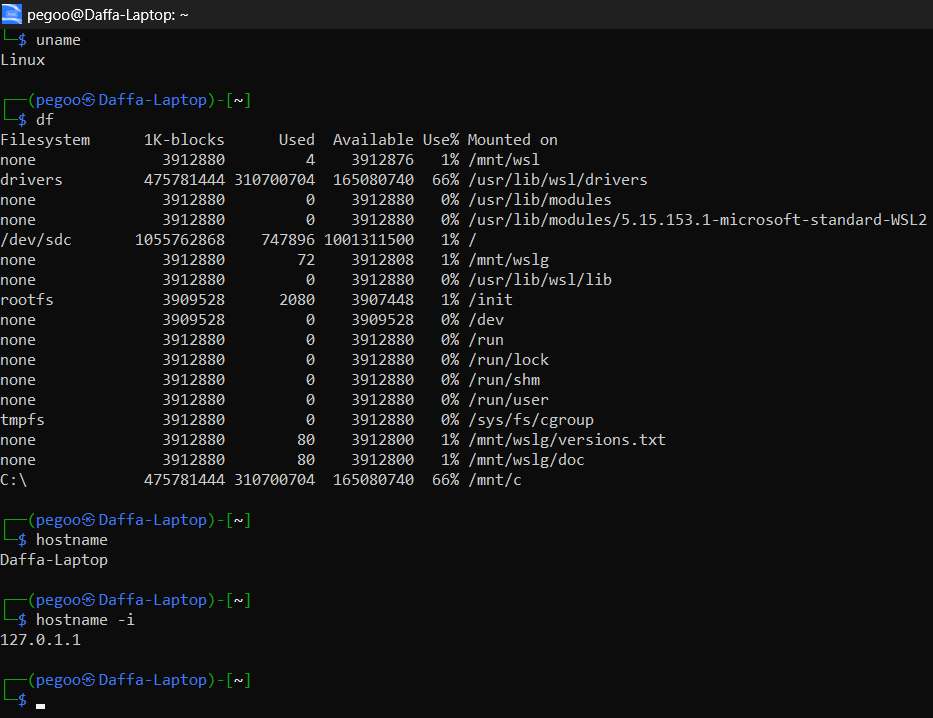 pegoo@Daffa-Laptop: ~
└─$ uname
Linux
┌──(pegoo㉿Daffa-Laptop)-[~]
└─$ df
Filesystem      1K-blocks      Used  Available Use% Mounted on
none              3912880         4    3912876   1% /mnt/wsl
drivers         475781444 310700704  165080740  66% /usr/lib/wsl/drivers
none              3912880         0    3912880   0% /usr/lib/modules
none              3912880         0    3912880   0% /usr/lib/modules/5.15.153.1-microsoft-standard-WSL2
/dev/sdc       1055762868    747896 1001311500   1% /
none              3912880        72    3912808   1% /mnt/wslg
none              3912880         0    3912880   0% /usr/lib/wsl/lib
rootfs            3909528      2080    3907448   1% /init
none              3909528         0    3909528   0% /dev
none              3912880         0    3912880   0% /run
none              3912880         0    3912880   0% /run/lock
none              3912880         0    3912880   0% /run/shm
none              3912880         0    3912880   0% /run/user
tmpfs             3912880         0    3912880   0% /sys/fs/cgroup
none              3912880        80    3912800   1% /mnt/wslg/versions.txt
none              3912880        80    3912800   1% /mnt/wslg/doc
C:\             475781444 310700704  165080740  66% /mnt/c
┌──(pegoo㉿Daffa-Laptop)-[~]
└─$ hostname
Daffa-Laptop
┌──(pegoo㉿Daffa-Laptop)-[~]
└─$ hostname -i
127.0.1.1
┌──(pegoo㉿Daffa-Laptop)-[~]
└─$